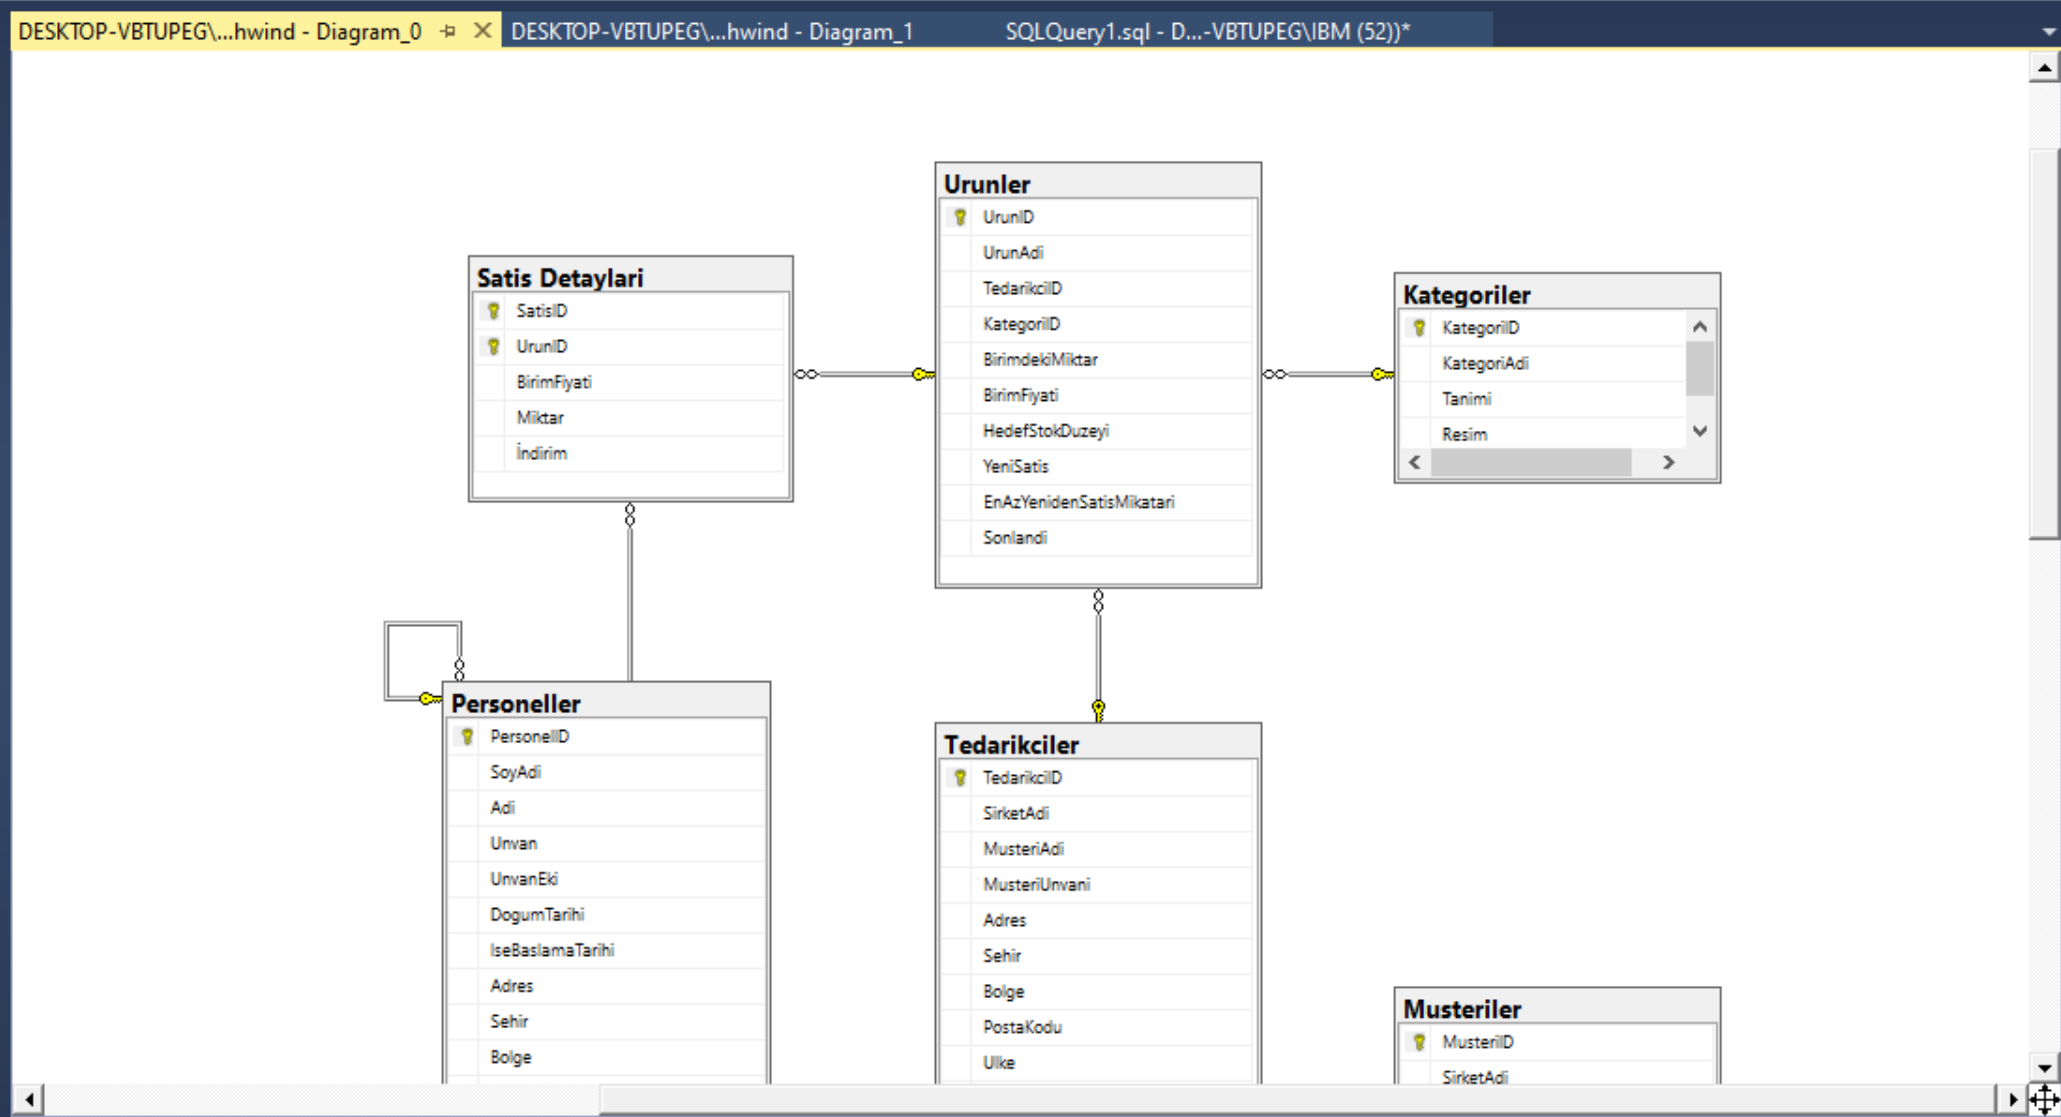 DESKTOP-VBTUPEG\...hwind - Diagram_0
DESKTOP-VBTUPEG\...hwind - Diagram_1
SQLQuery1.sql - D...-VBTUPEG\IBM (52))*
Satis Detaylari
SatisID
UrunID
BirimFiyati
Miktar
İndirim
Urunler
UrunID
UrunAdi
TedarikciID
KategoriID
BirimdekiMiktar
BirimFiyati
HedefStokDuzeyi
YeniSatis
EnAzYenidenSatisMikatari
Sonlandi
Kategoriler
KategoriID
KategoriAdi
Tanimi
Resim
Personeller
PersonelID
SoyAdi
Adi
Unvan
UnvanEki
DogumTarihi
IseBaslamaTarihi
Adres
Sehir
Bolge
Tedarikciler
TedarikciID
SirketAdi
MusteriAdi
MusteriUnvani
Adres
Sehir
Bolge
PostaKodu
Ulke
Musteriler
MusteriID
SirketAdi